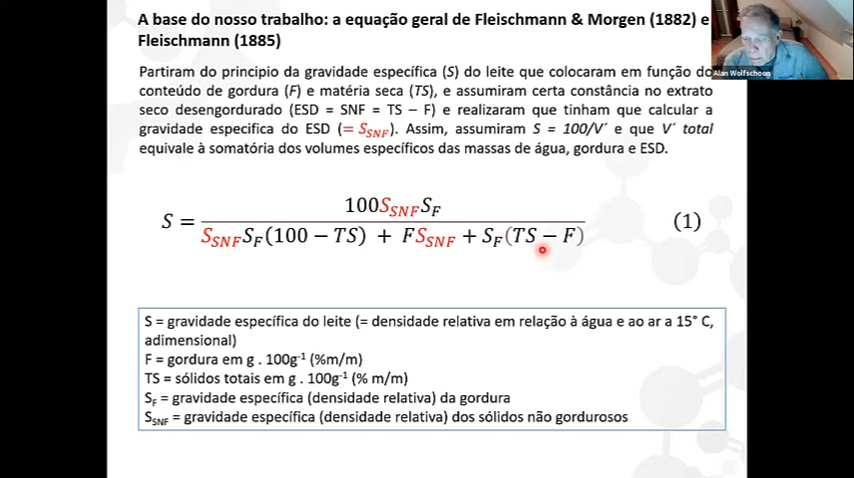 A base do nosso trabalho: a equação geral de Fleischmann & Morgen (1882) e
Fleischmann (1885)
Alan Wolfschoon
Partiram do principio da gravidade específica (S) do leite que colocaram em função do
conteúdo de gordura (F) e matéria seca (TS), e assumiram certa constância no extrato
seco desengordurado (ESD = SNF = TS – F) e realizaram que tinham que calcular a
gravidade especifica do ESD (= S_SNF). Assim, assumiram S = 100/V´ e que V´ total
equivale à somatória dos volumes específicos das massas de água, gordura e ESD.
S = 100S_SNF S_F / (S_SNF S_F(100 − TS) + FS_SNF + S_F(TS − F)) (1)
S = gravidade específica do leite (= densidade relativa em relação à água e ao ar a 15° C,
adimensional)
F = gordura em g . 100g⁻¹ (%m/m)
TS = sólidos totais em g . 100g⁻¹ (% m/m)
S_F = gravidade específica (densidade relativa) da gordura
S_SNF = gravidade específica (densidade relativa) dos sólidos não gordurosos